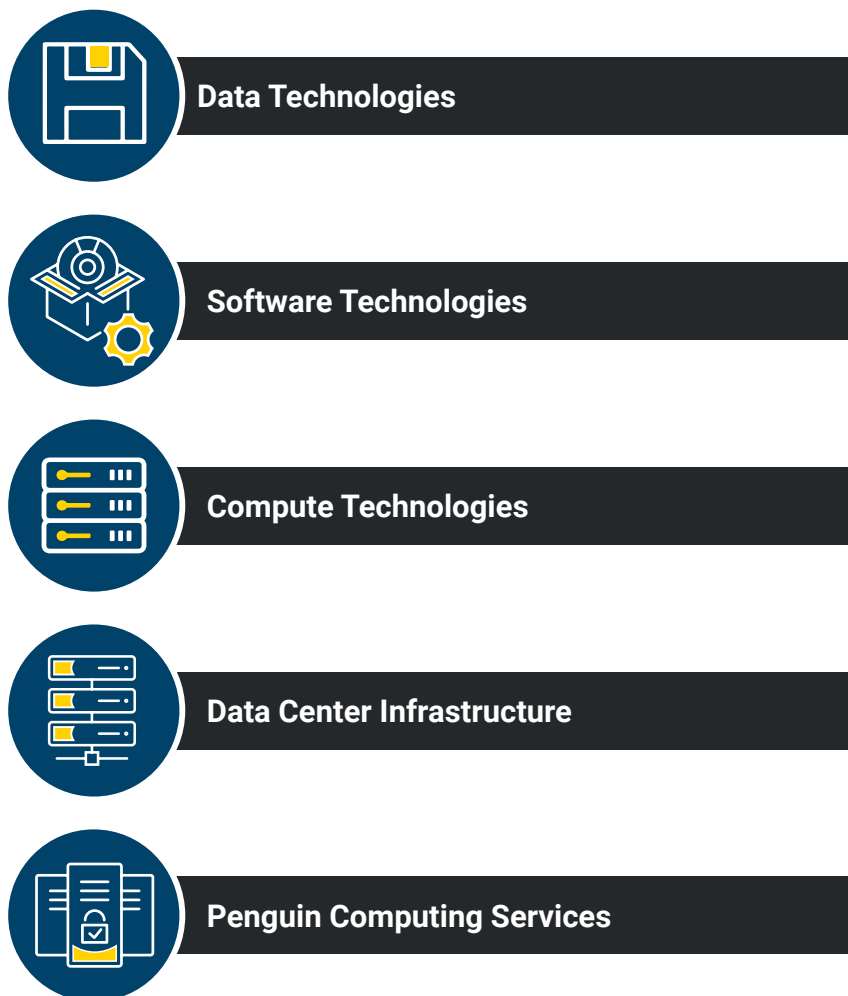 Data Technologies
Software Technologies
Compute Technologies
Data Center Infrastructure
Penguin Computing Services